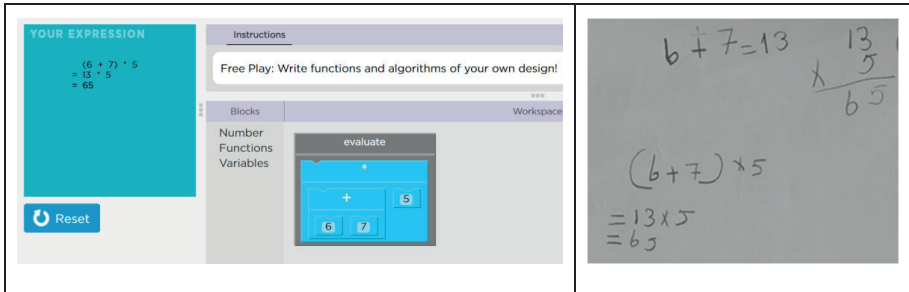 YOUR EXPRESSION
(6 + 7) * 5
= 13 * 5
= 65
Reset
Instructions
Free Play: Write functions and algorithms of your own design!
Blocks
Workspace
Number
Functions
Variables
evaluate
*
+
5
6
7
6 + 7 = 13
13
x 5
65
(6 + 7) x 5
= 13 x 5
= 65